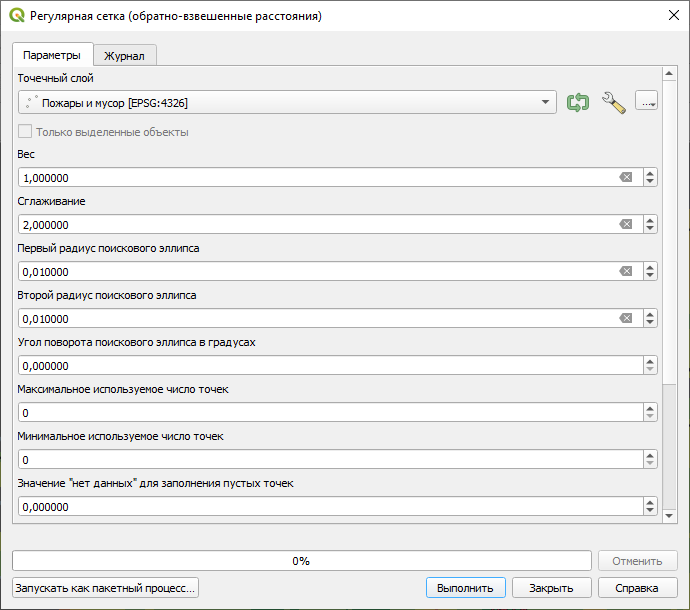 Регулярная сетка (обратно-взвешенные расстояния)
Параметры
Журнал
Точечный слой
Пожары и мусор [EPSG:4326]
...
Только выделенные объекты
Вес
1,000000
Сглаживание
2,000000
Первый радиус поискового эллипса
0,010000
Второй радиус поискового эллипса
0,010000
Угол поворота поискового эллипса в градусах
0,000000
Максимальное используемое число точек
0
Минимальное используемое число точек
0
Значение "нет данных" для заполнения пустых точек
0,000000
0%
Отменить
Запускать как пакетный процесс...
Выполнить
Закрыть
Справка